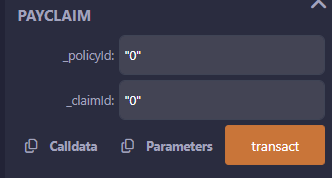 PAYCLAIM
_policyId: "0"
_claimId: "0"
Calldata Parameters transact